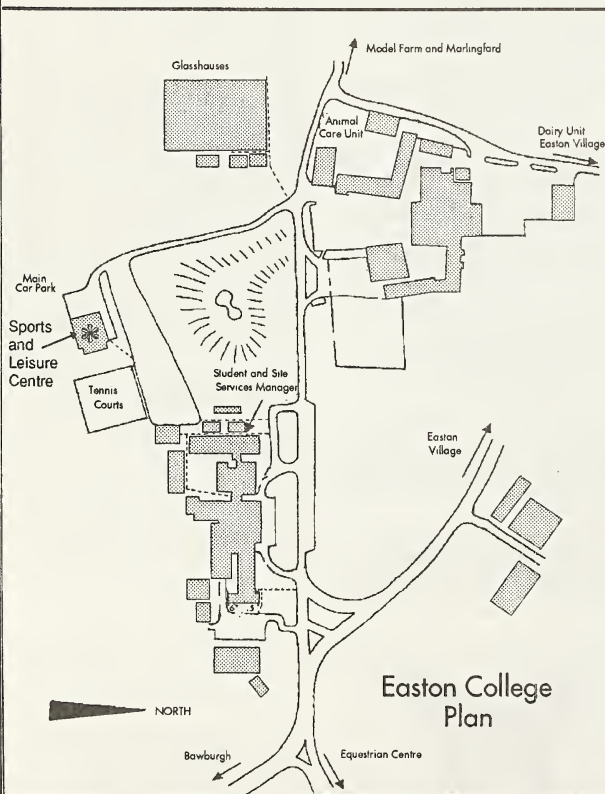 Model Farm and Marlingford
Glasshouses
Animal
Care Unit
Dairy Unit
Easton Village
Main
Car Park
Sports
and
Leisure
Centre
Student and Site
Services Manager
Tennis
Courts
Easton
Village
Easton College
Plan
NORTH
Bawburgh
Equestrian Centre